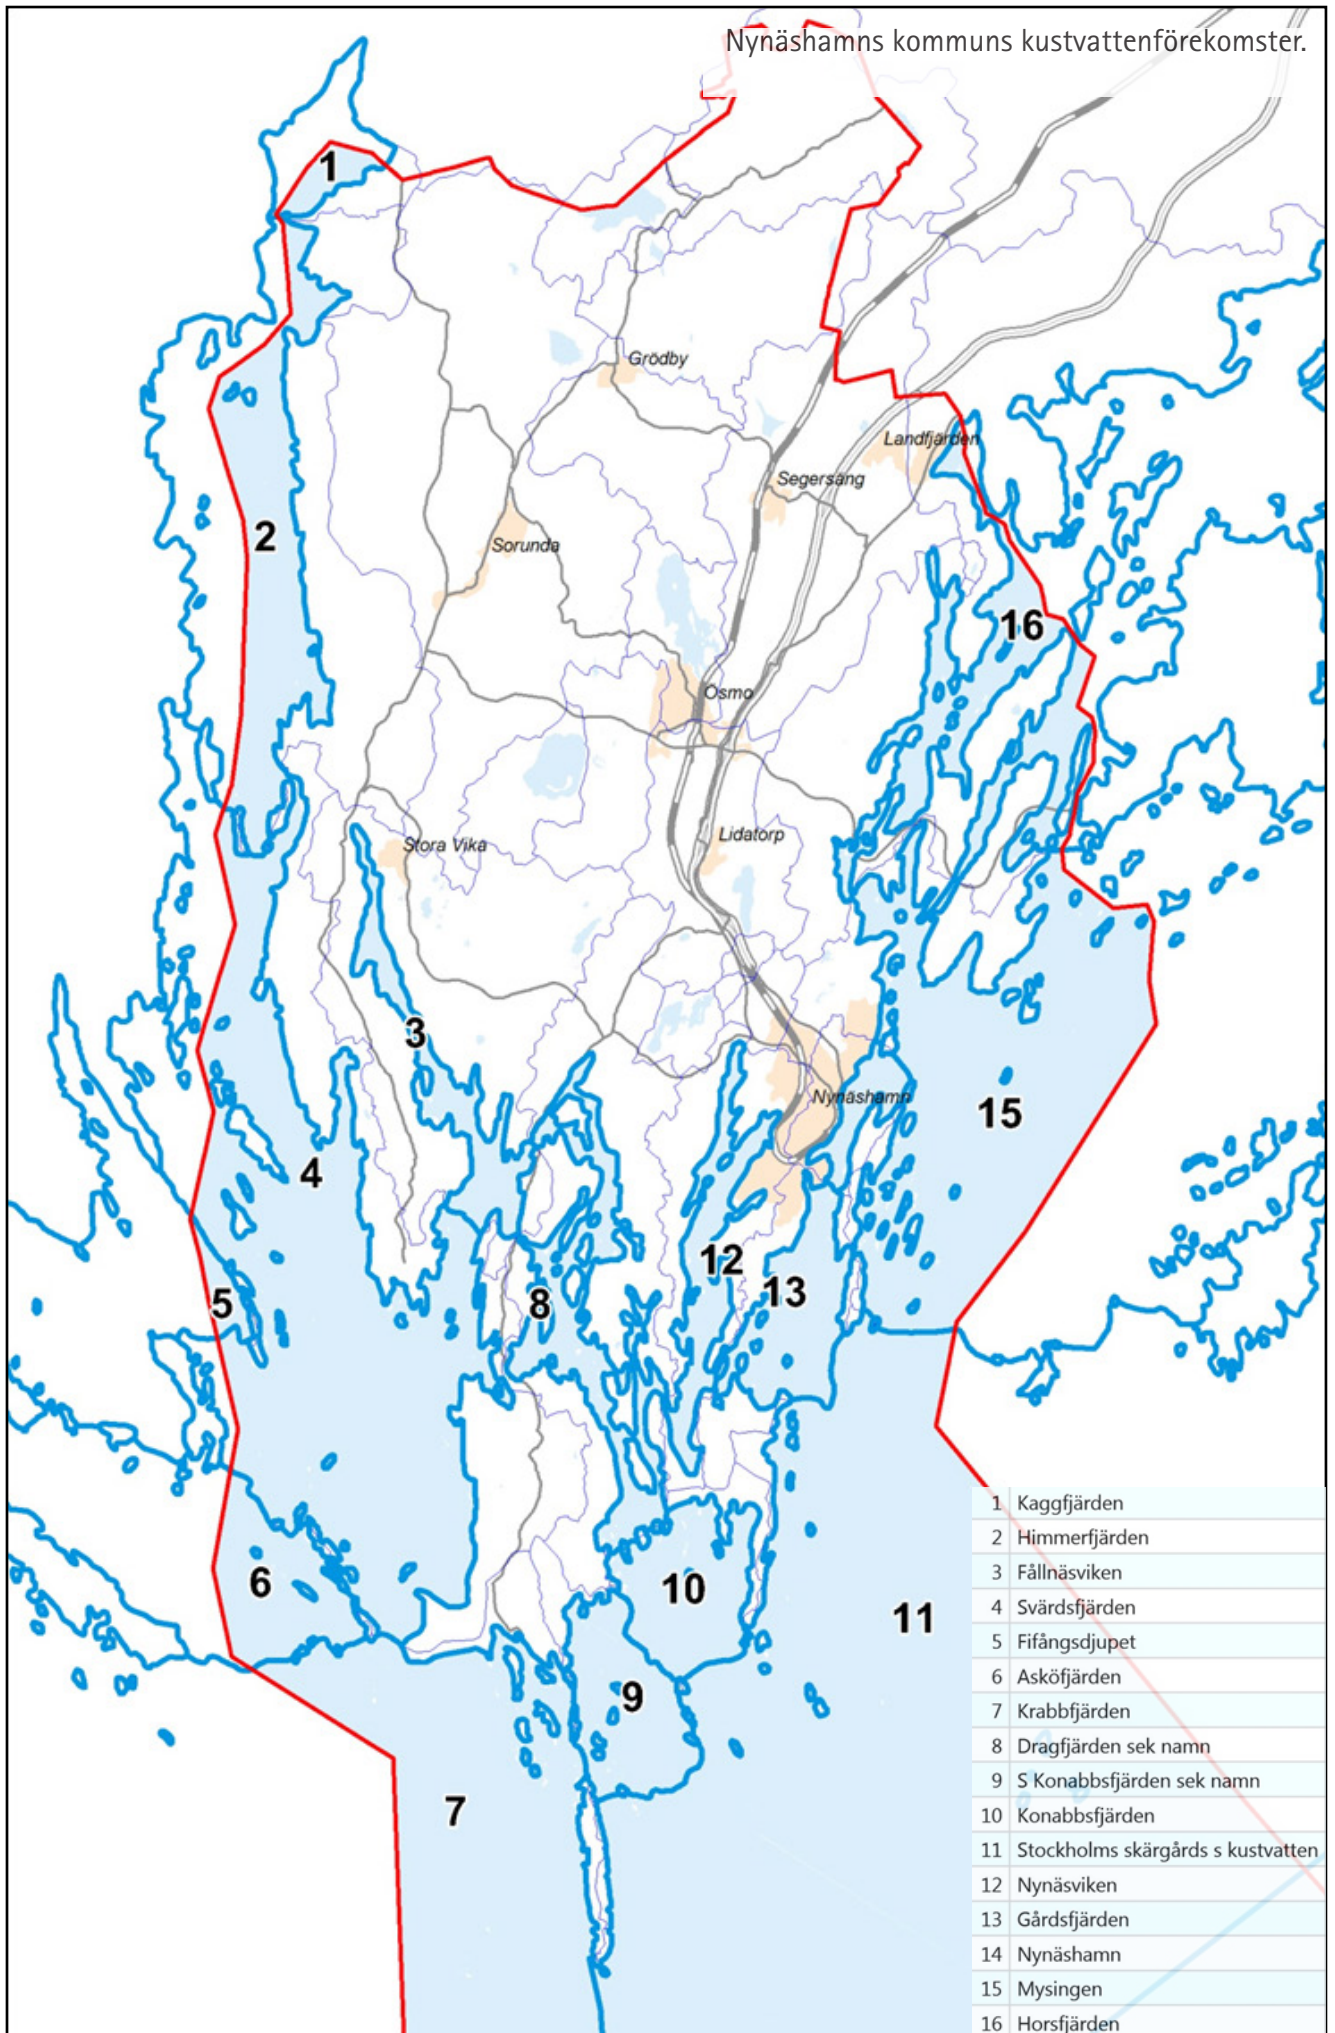 Nynäshamns kommuns kustvattenförekomster.
1
Grödby
Landfjärden
Segersäng
2
Sorunda
16
Ösmo
Lidatorp
Stora Vika
3
Nynäshamn
15
4
12
13
5
8
6
10
11
9
7
1 Kaggfjärden
2 Himmerfjärden
3 Fållnäsviken
4 Svärdsfjärden
5 Fifångsdjupet
6 Asköfjärden
7 Krabbfjärden
8 Dragfjärden sek namn
9 S Konabbsfjärden sek namn
10 Konabbsfjärden
11 Stockholms skärgårds s kustvatten
12 Nynäsviken
13 Gårdsfjärden
14 Nynäshamn
15 Mysingen
16 Horsfjärden